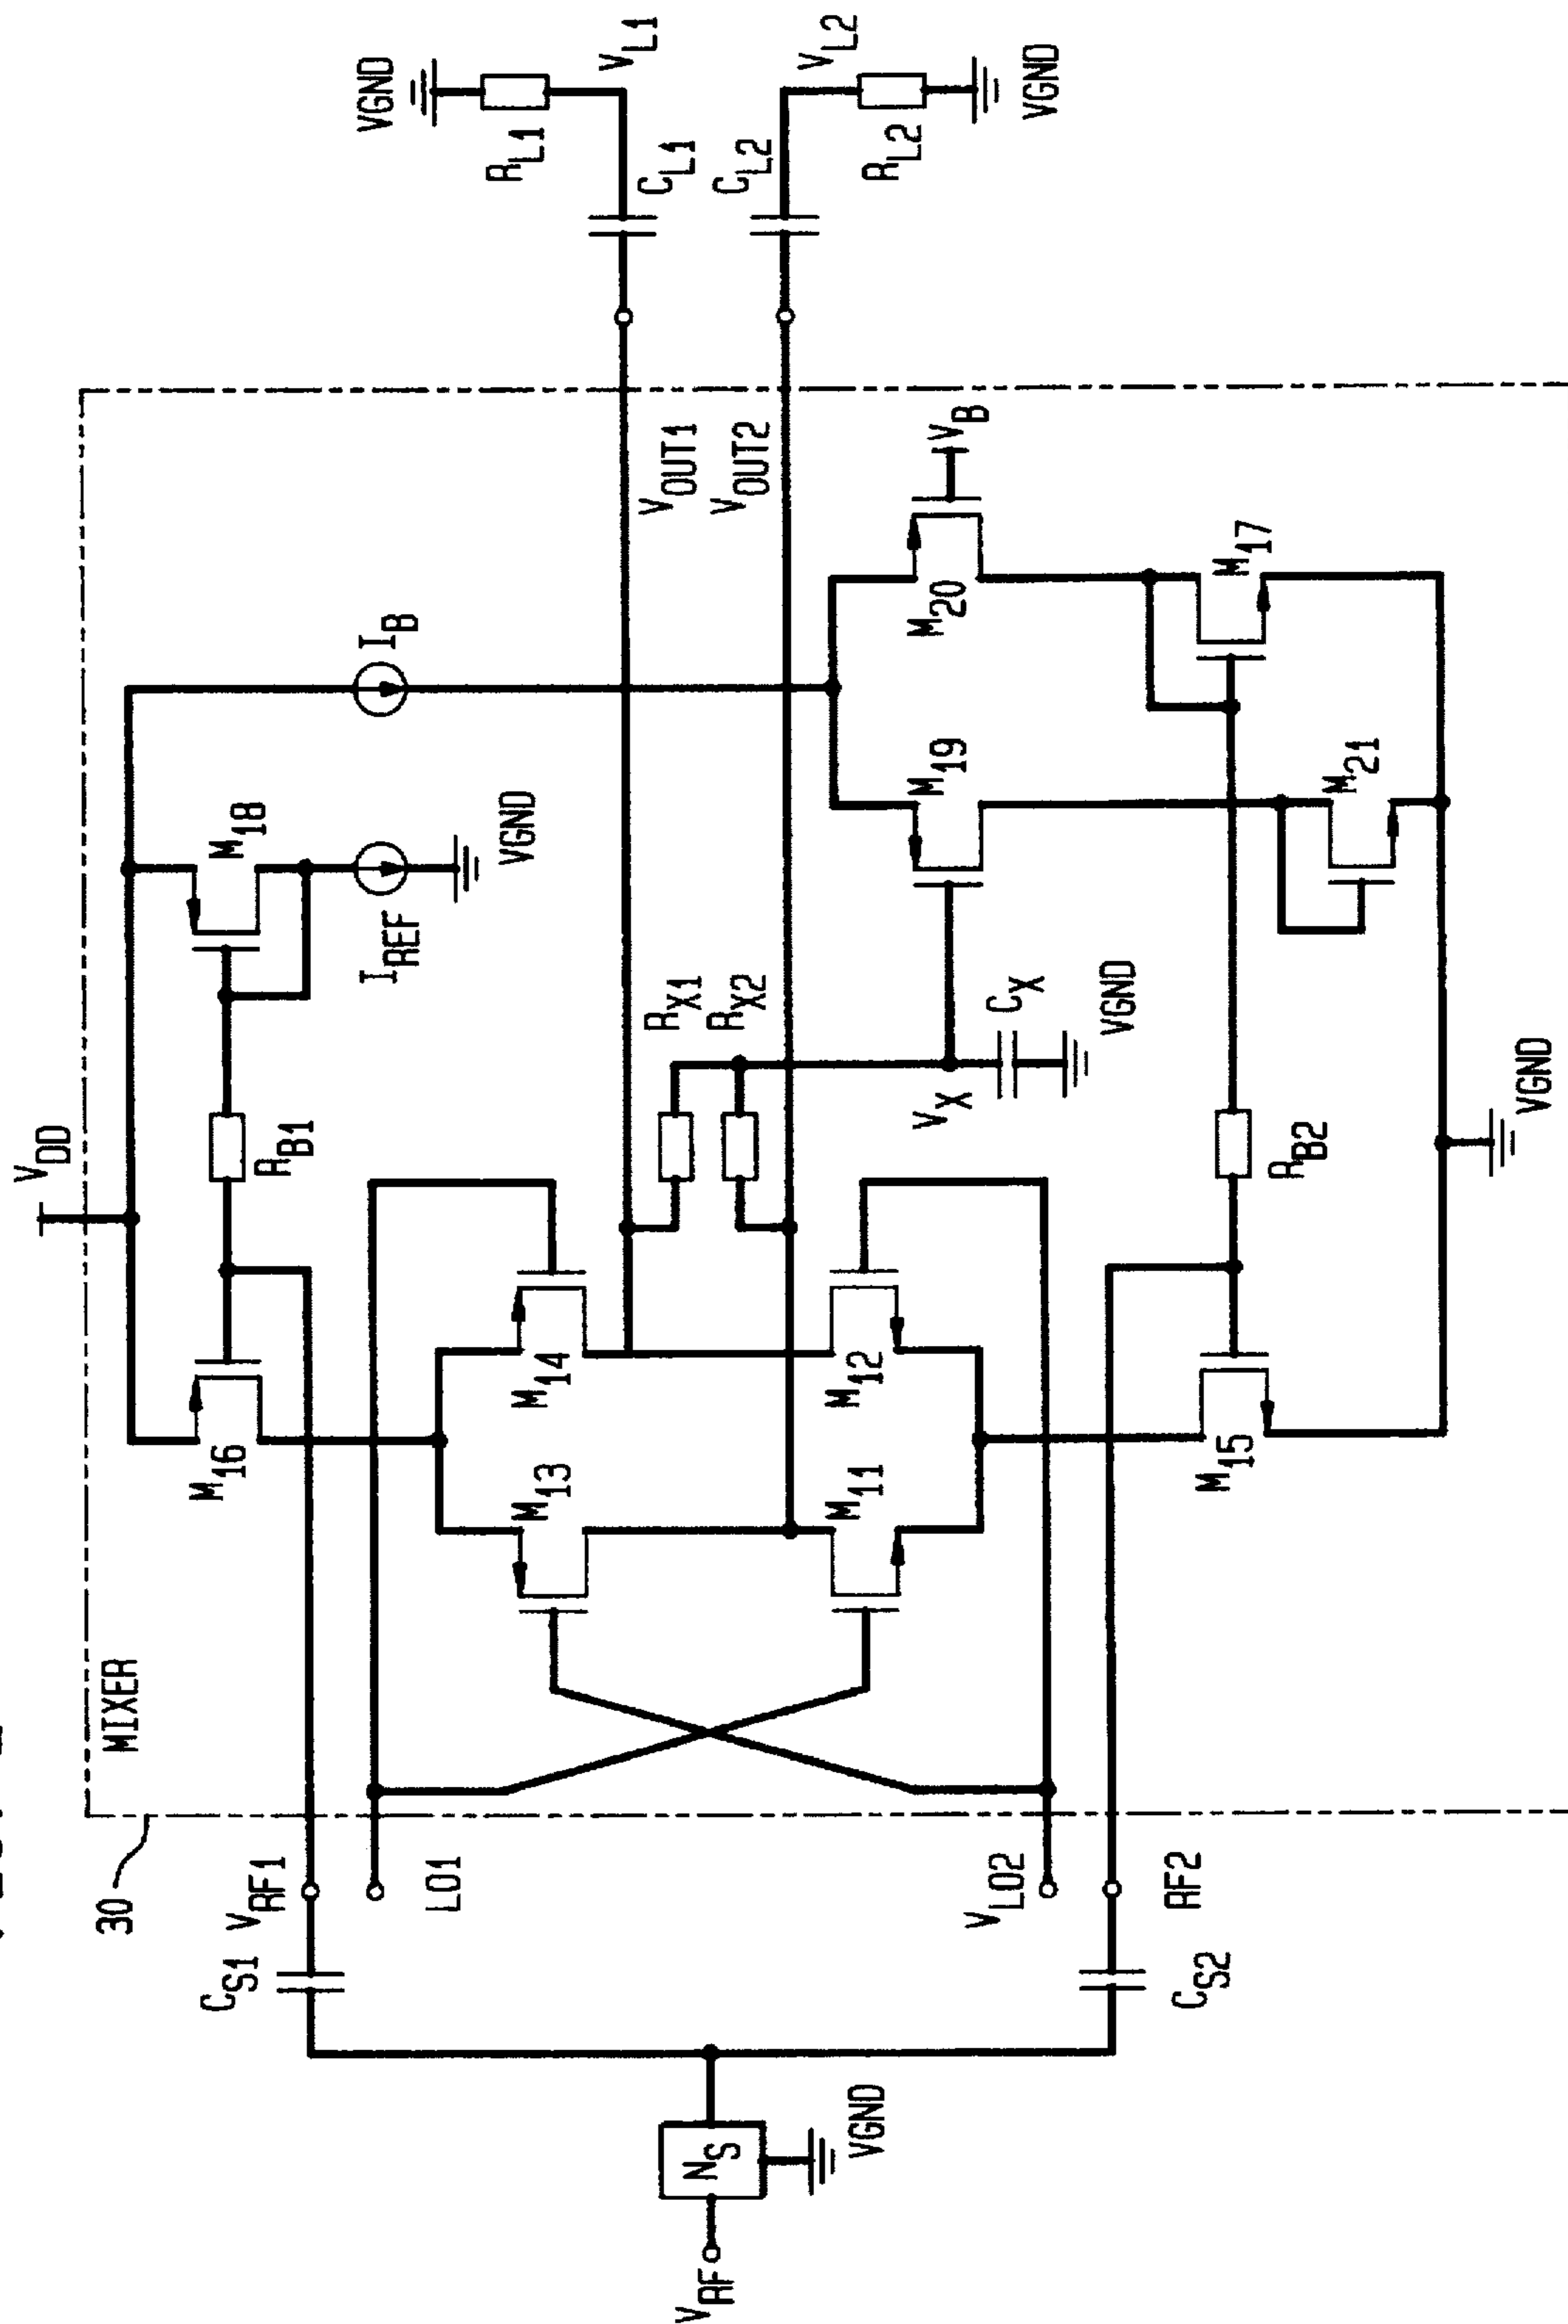 V_DD
MIXER
30
C_S1
V_RF1
LO1
V_LO2
RF2
C_S2
V_RF
N_S
VGND
M_16
R_B1
M_18
I_REF
VGND
I_B
M_13
M_14
M_11
M_12
R_X1
R_X2
V_X
C_X
VGND
M_19
M_20
V_B
M_21
M_17
M_15
R_B2
VGND
V_OUT1
V_OUT2
C_L1
C_L2
R_L1
VGND
V_L1
V_L2
R_L2
VGND